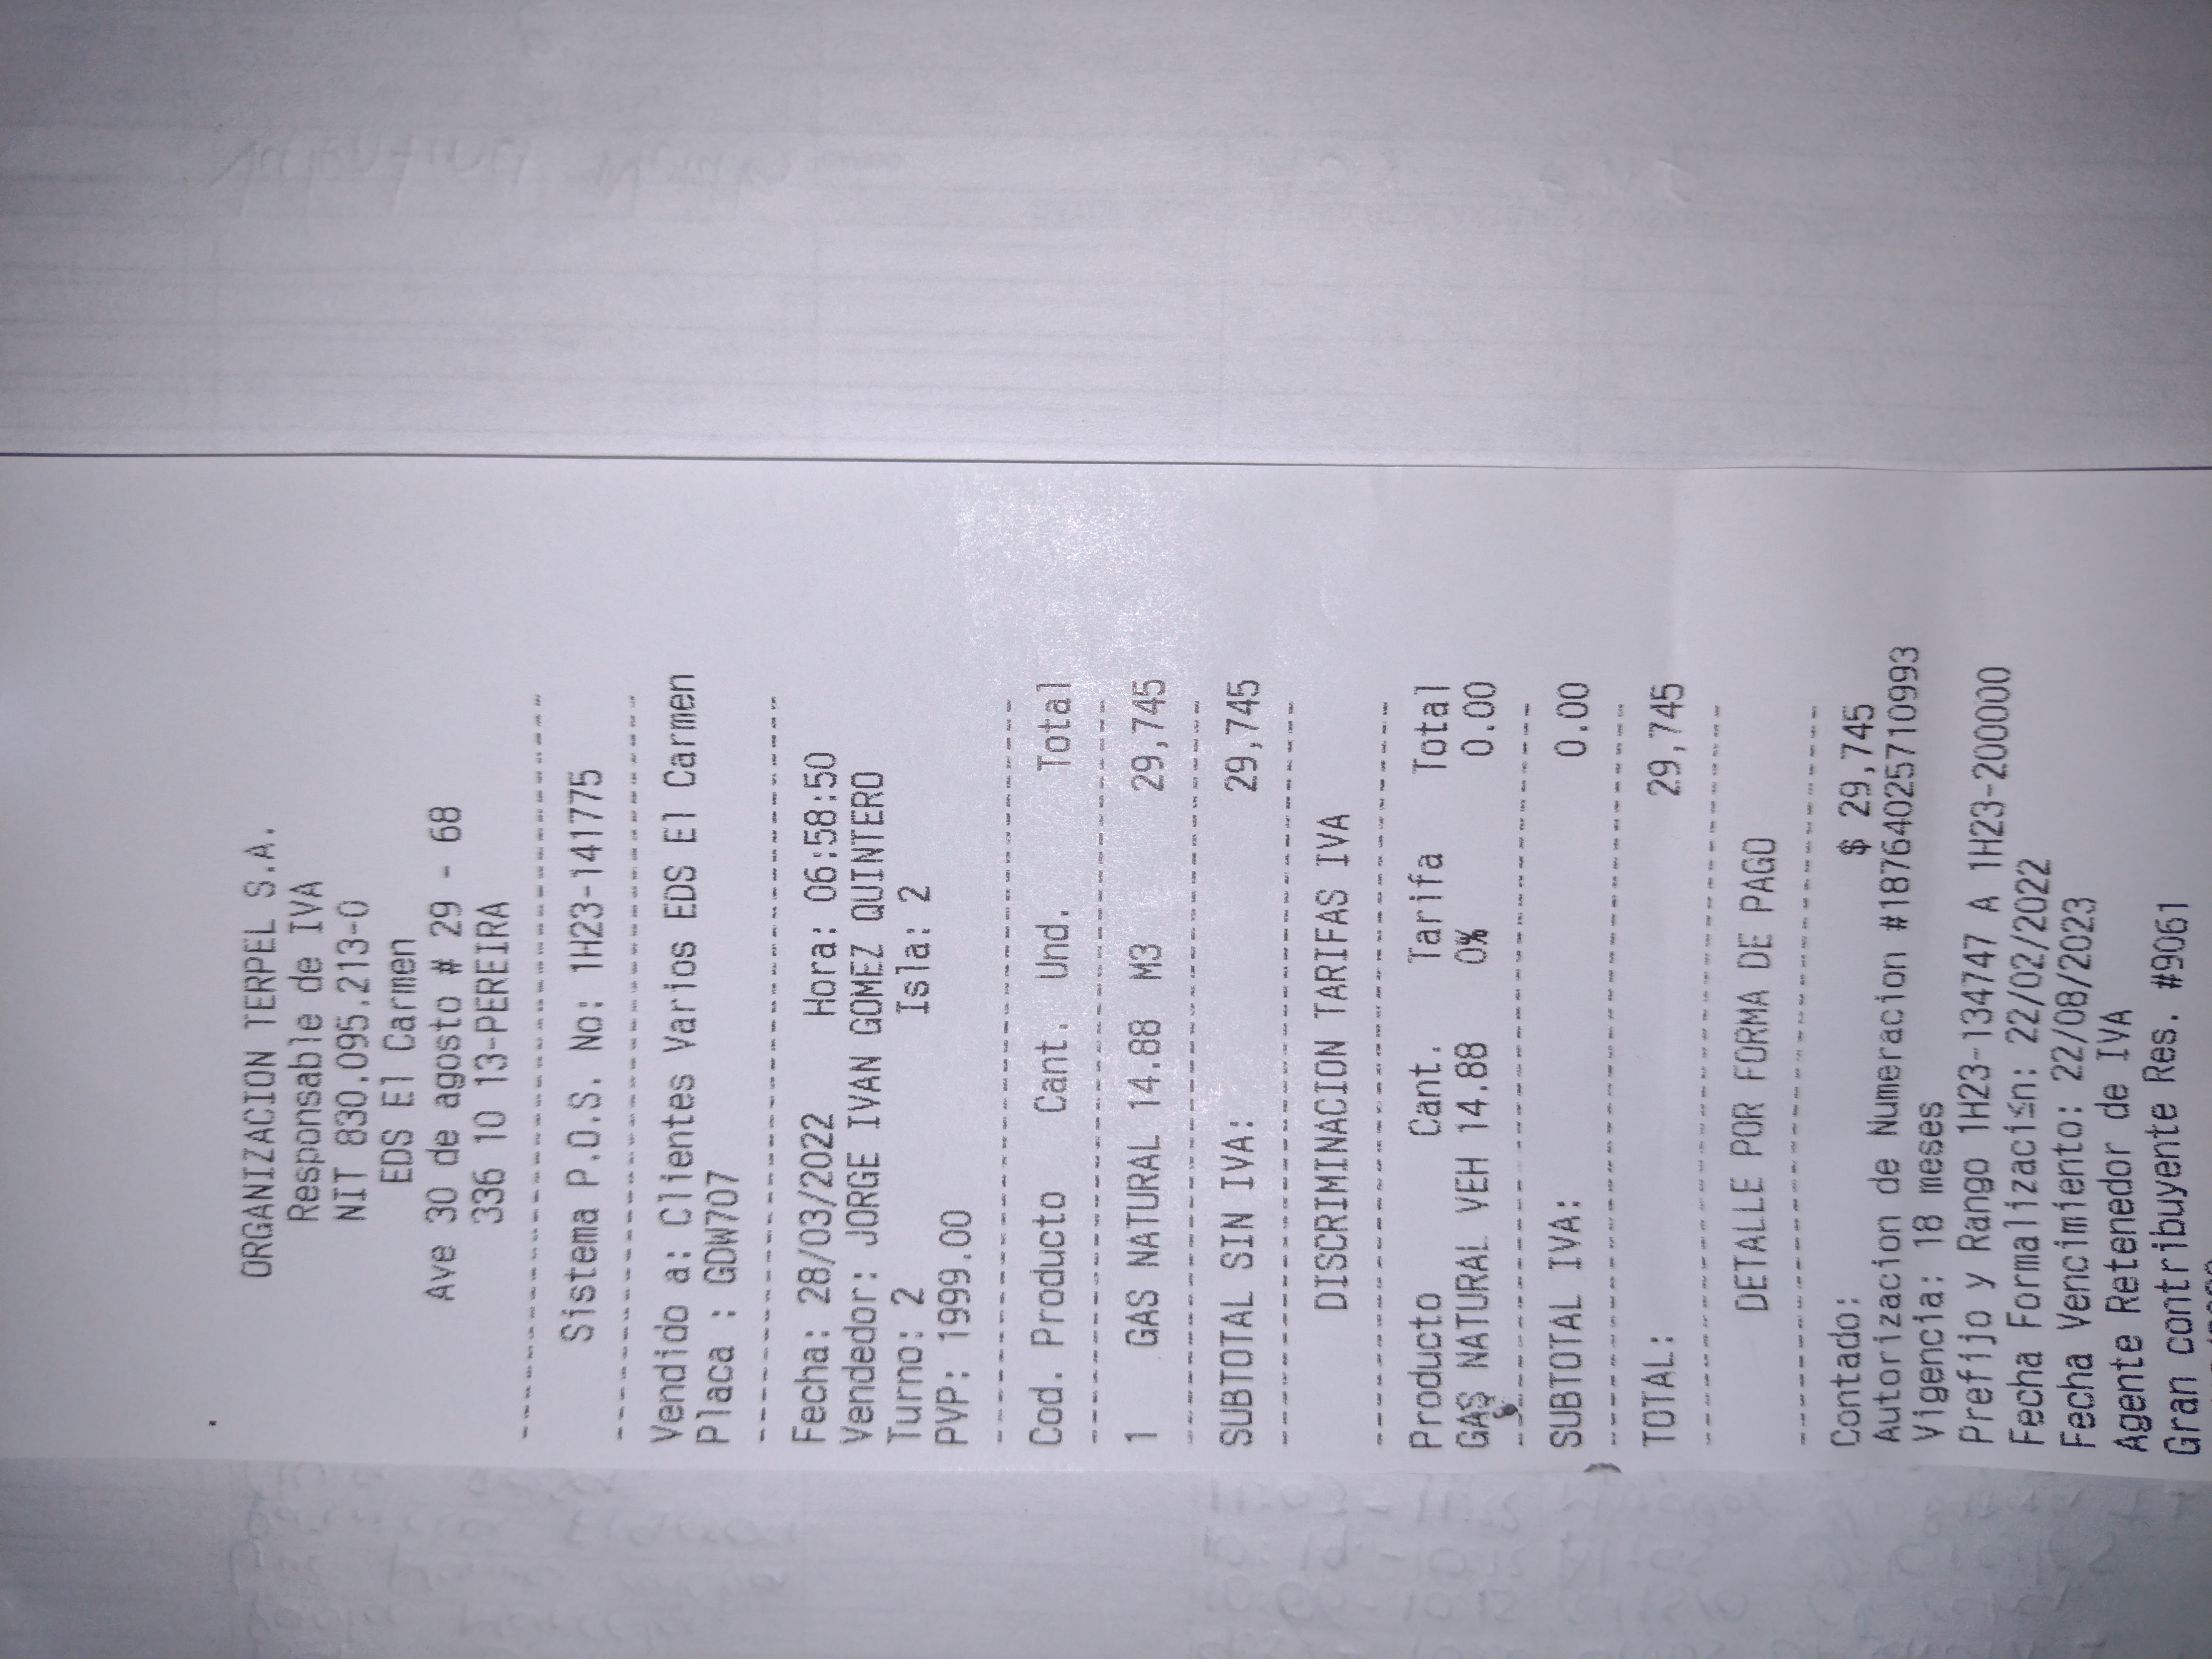 ORGANIZACION TERPEL S.A.
Responsable de IVA
NIT 830.095.213-0
EDS El Carmen
Ave 30 de agosto # 29 - 68
336 10 13-PEREIRA
Sistema P.O.S. No: 1H23-141775
Vendido a: Clientes Varios EDS El Carmen
Placa : GDW707
Fecha: 28/03/2022 Hora: 06:58:50
Vendedor: JORGE IVAN GOMEZ QUINTERO
Turno: 2 Isla: 2
PVP: 1999.00
Cod. Producto Cant. Und. Total
1 GAS NATURAL 14.88 M3 29,745
SUBTOTAL SIN IVA: 29,745
DISCRIMINACION TARIFAS IVA
Producto Cant. Tarifa Total
GAS NATURAL VEH 14.88 0% 0.00
SUBTOTAL IVA: 0.00
TOTAL: 29,745
DETALLE POR FORMA DE PAGO
Contado: $ 29,745
Autorizacion de Numeracion #18764025710993
Vigencia: 18 meses
Prefijo y Rango 1H23-134747 A 1H23-200000
Fecha Formalizaci≤n: 22/02/2022
Fecha Vencimiento: 22/08/2023
Agente Retenedor de IVA
Gran contribuyente Res. #9061